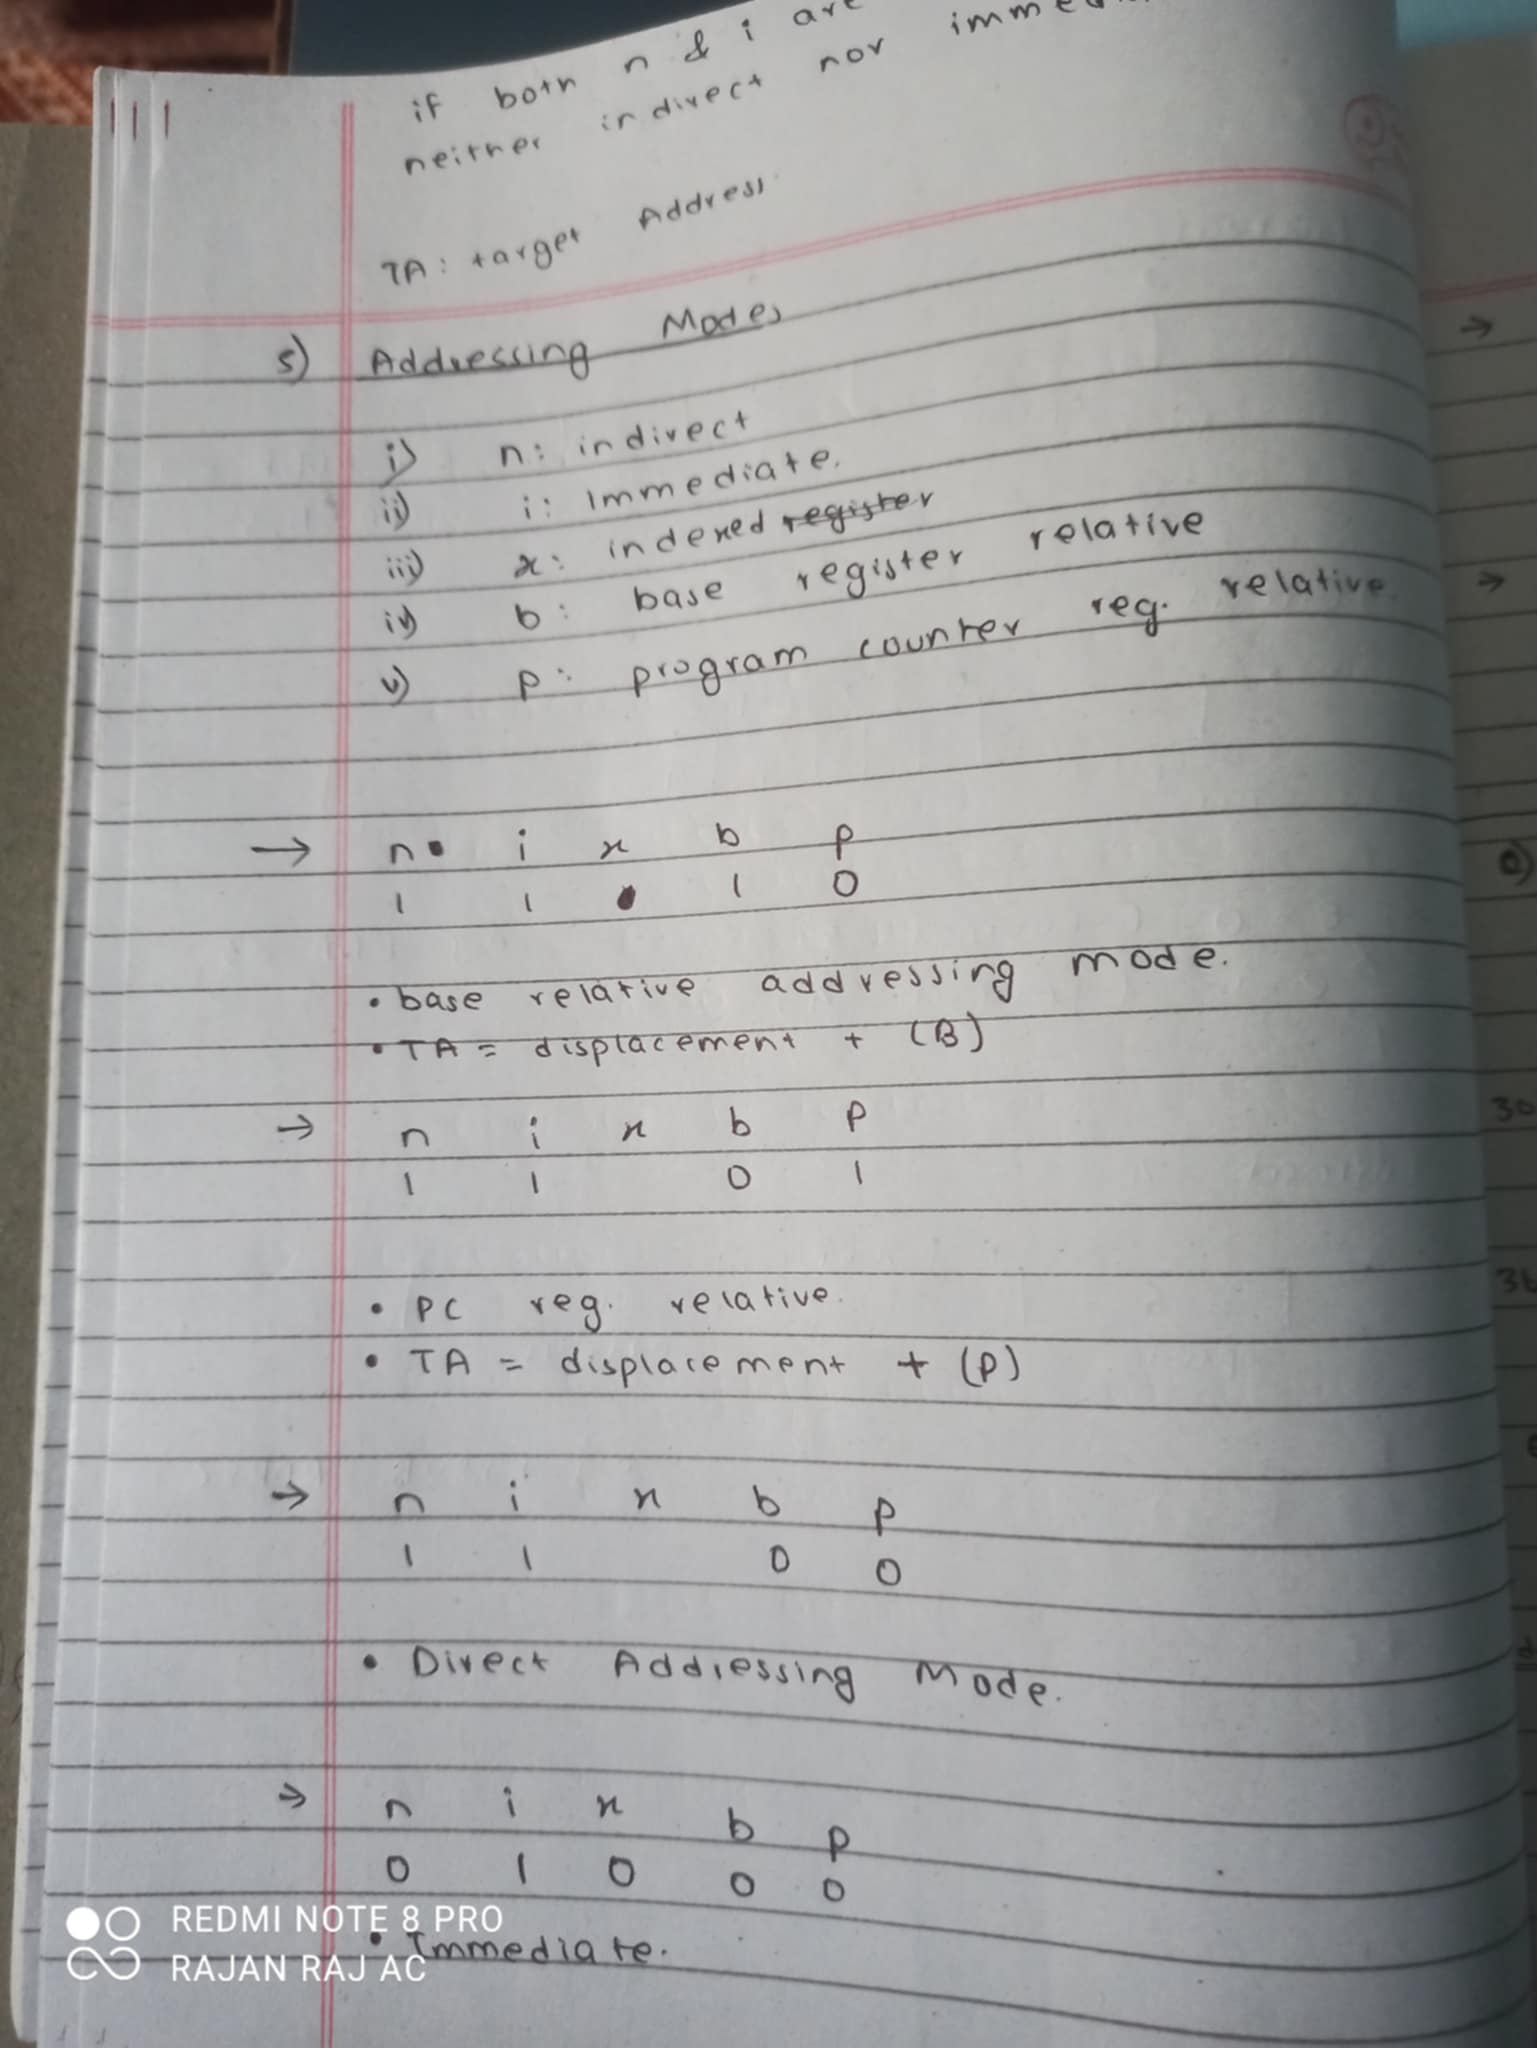 if both n & i are
neither indirect nor
TA: target Address
5) Addressing Modes
i) n: indirect
ii) i: Immediate.
iii) x: indexed register
iv) b: base register relative
v) p: program counter reg. relative.
→ n i x b p
1 1 1 0
• base relative addressing mode.
• TA = displacement + (B)
→ n i x b p
1 1 0 1
• PC reg. relative.
• TA = displacement + (P)
→ n i x b p
1 1 0 0
• Direct Addressing Mode.
→ n i x b p
0 1 0 0 0
• Immediate.
REDMI NOTE 8 PRO
RAJAN RAJ AC